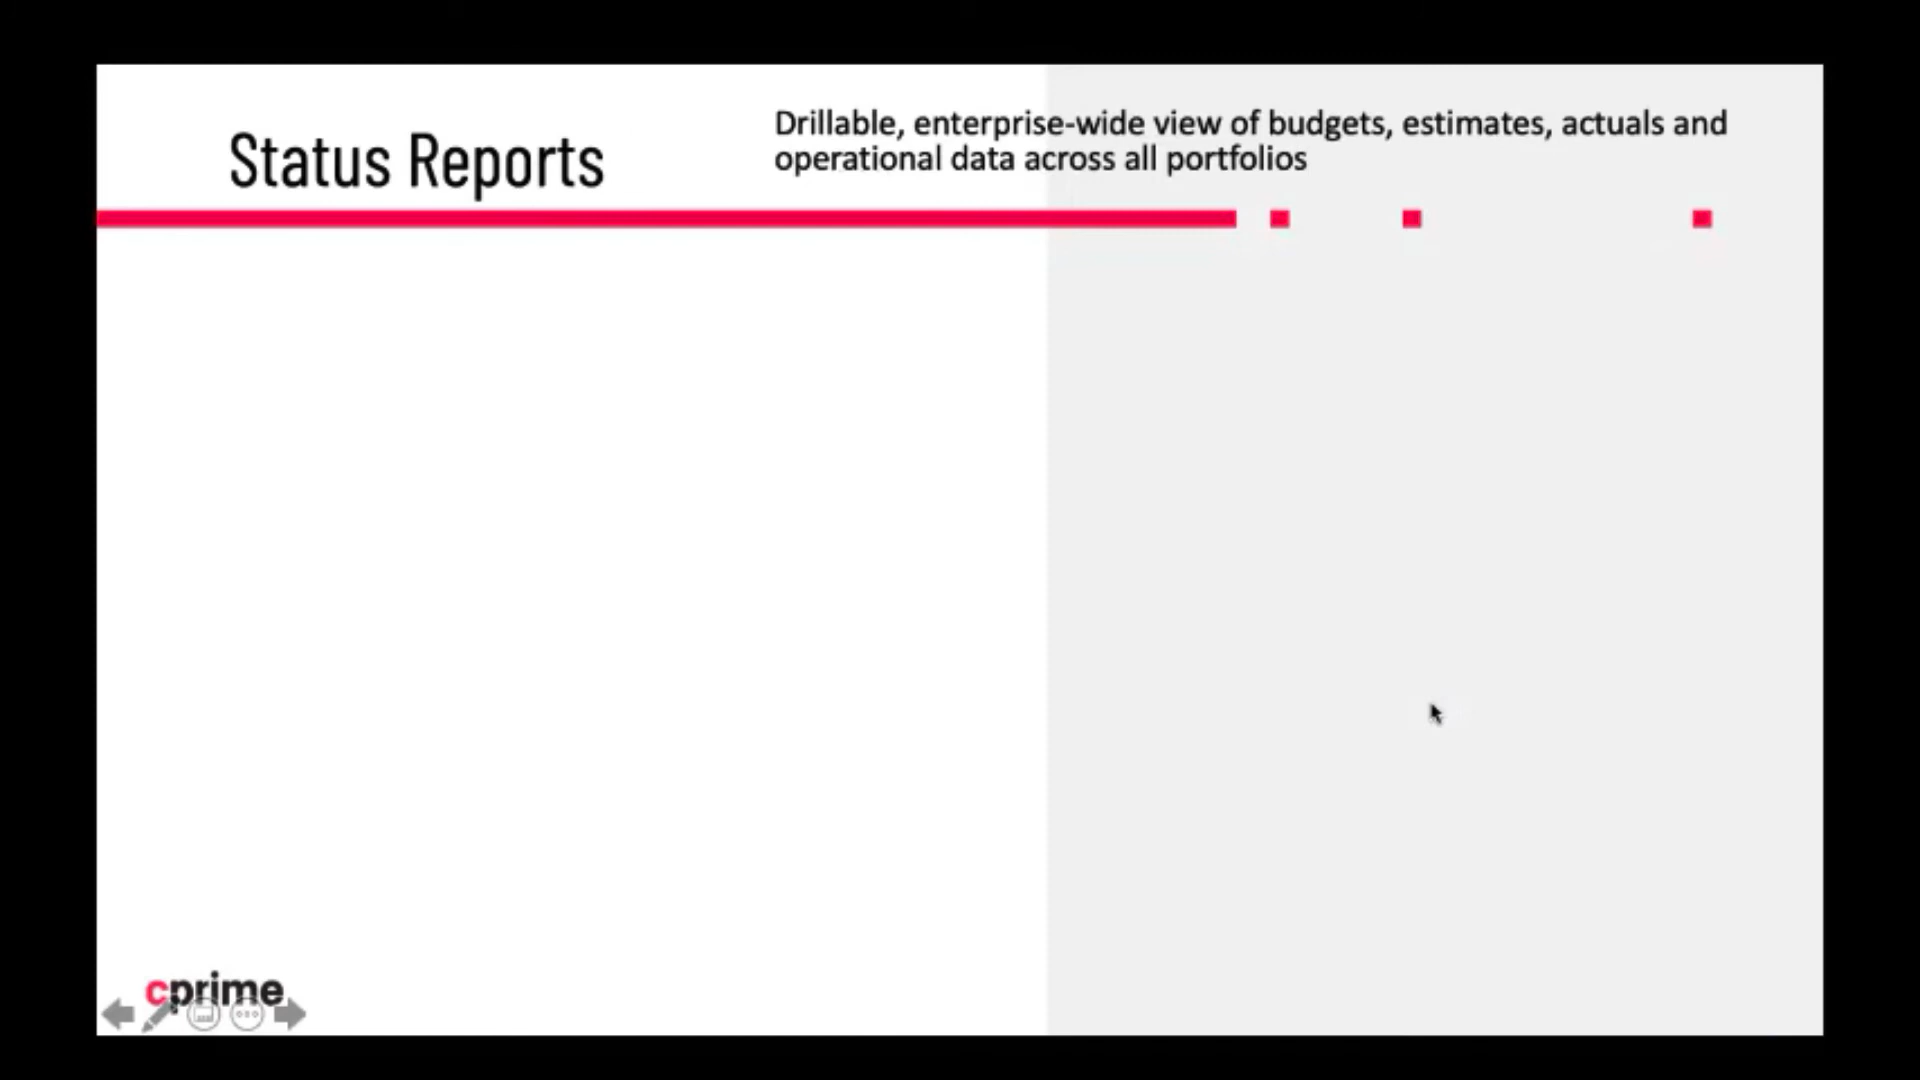 Status Reports
Drillable, enterprise-wide view of budgets, estimates, actuals and
operational data across all portfolios
cprime